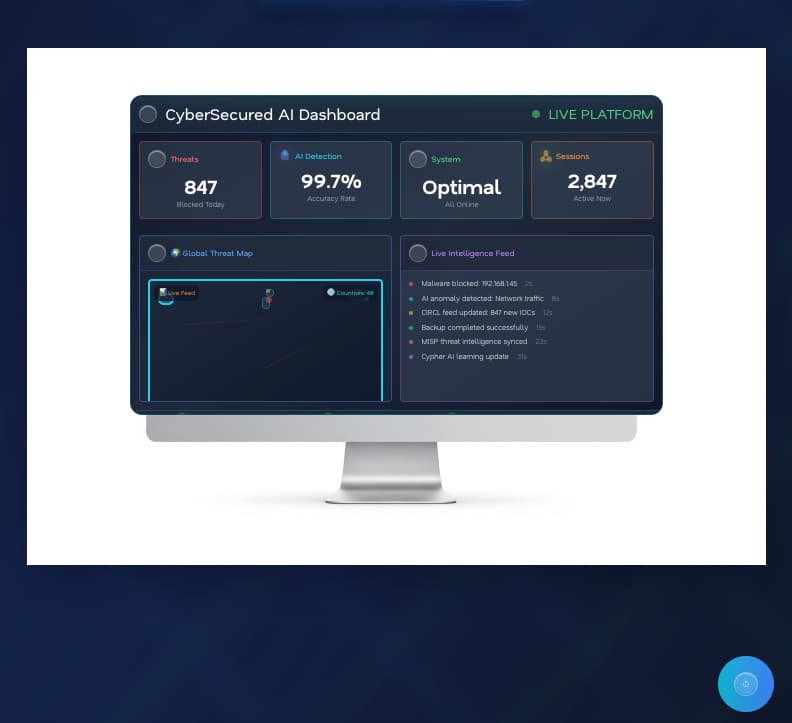 CyberSecured AI Dashboard
LIVE PLATFORM
Threats
847
Blocked Today
AI Detection
99.7%
Accuracy Rate
System
Optimal
All Online
Sessions
2,847
Active Now
Global Threat Map
Live Feed
Countries: 48
Live Intelligence Feed
Malware blocked: 192.168.1.45 2s
AI anomaly detected: Network traffic 8s
CIRCL feed updated: 847 new IOCs 12s
Backup completed successfully 15s
MISP threat intelligence synced 23s
Cypher AI learning update 31s